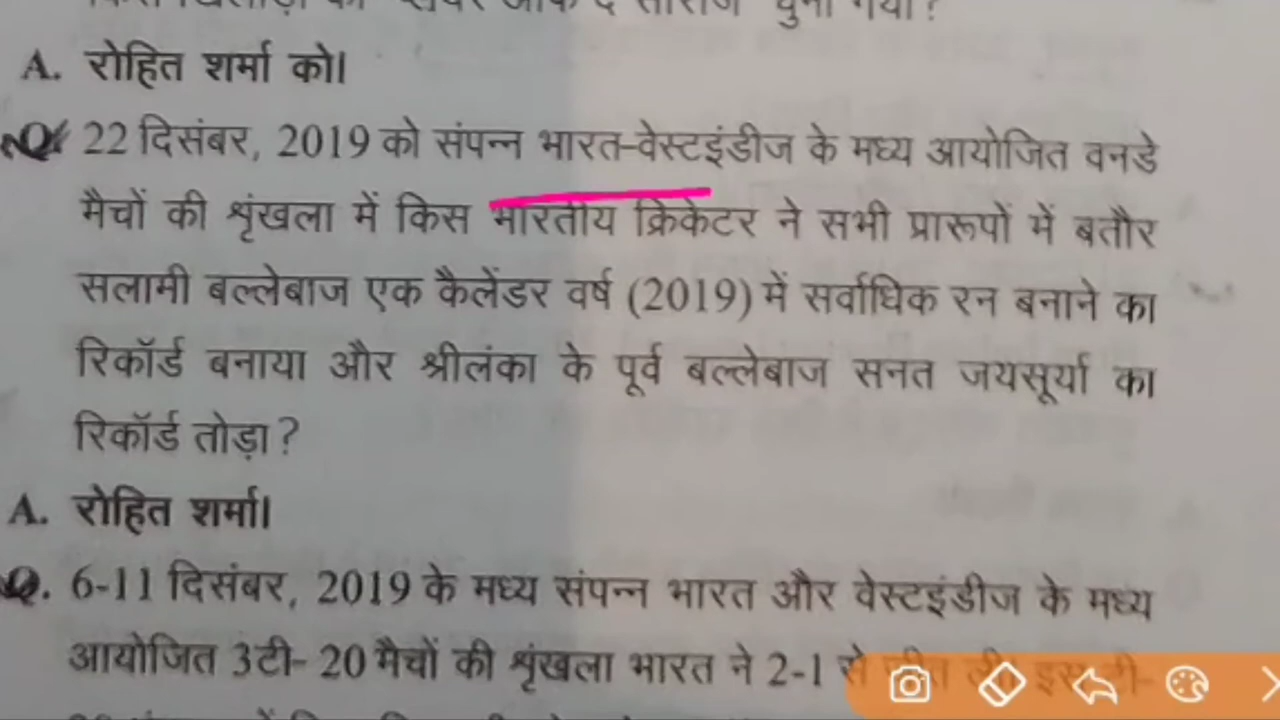 चुना गया?
A. रोहित शर्मा को।
Q. 22 दिसंबर, 2019 को संपन्न भारत-वेस्टइंडीज के मध्य आयोजित वनडे
मैचों की शृंखला में किस भारतीय क्रिकेटर ने सभी प्रारूपों में बतौर
सलामी बल्लेबाज एक कैलेंडर वर्ष (2019) में सर्वाधिक रन बनाने का
रिकॉर्ड बनाया और श्रीलंका के पूर्व बल्लेबाज सनत जयसूर्या का
रिकॉर्ड तोड़ा?
A. रोहित शर्मा।
Q. 6-11 दिसंबर, 2019 के मध्य संपन्न भारत और वेस्टइंडीज के मध्य
आयोजित 3टी- 20 मैचों की शृंखला भारत ने 2-1 से